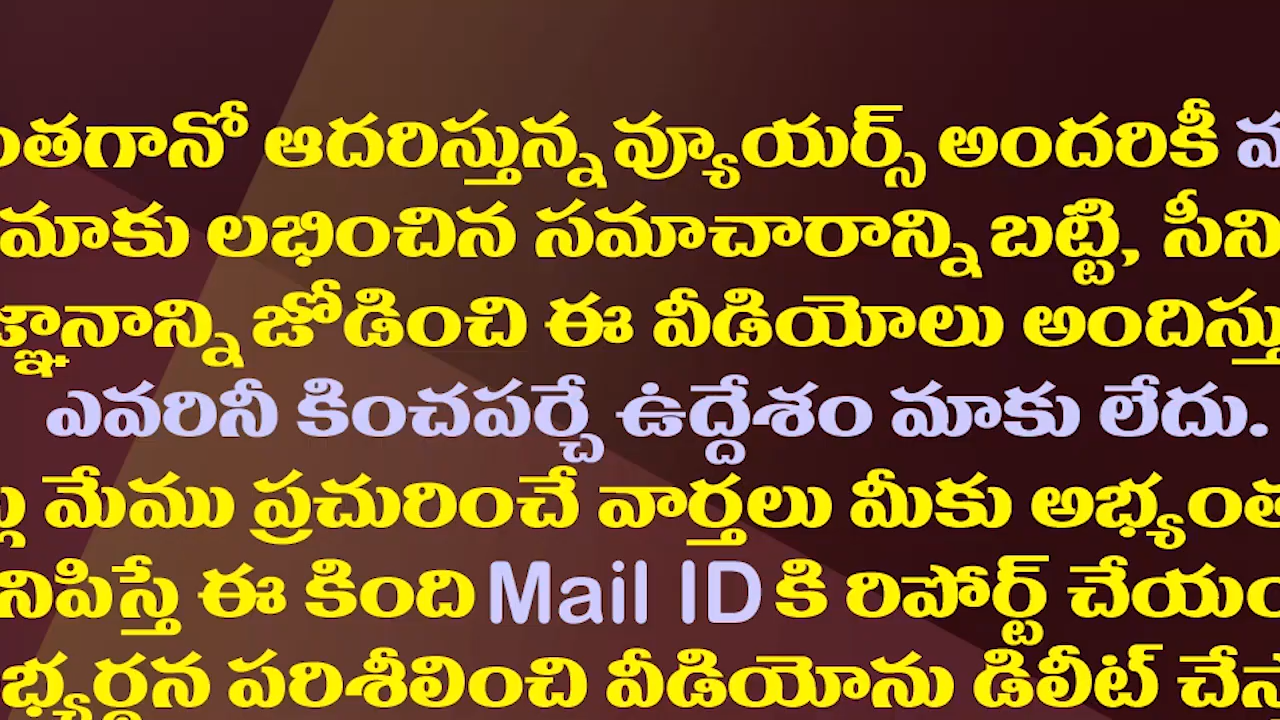 ఆదరిస్తున్న వ్యూయర్స్ అందరికీ
మాకు లభించిన సమాచారాన్ని బట్టి,
జోడించి ఈ వీడియోలు
ఎవరినీ కించపర్చే ఉద్దేశం మాకు లేదు.
మేము ప్రచురించే వార్తలు మీకు
ఈ కింది Mail ID కి రిపోర్ట్
పరిశీలించి వీడియోను డిలీట్